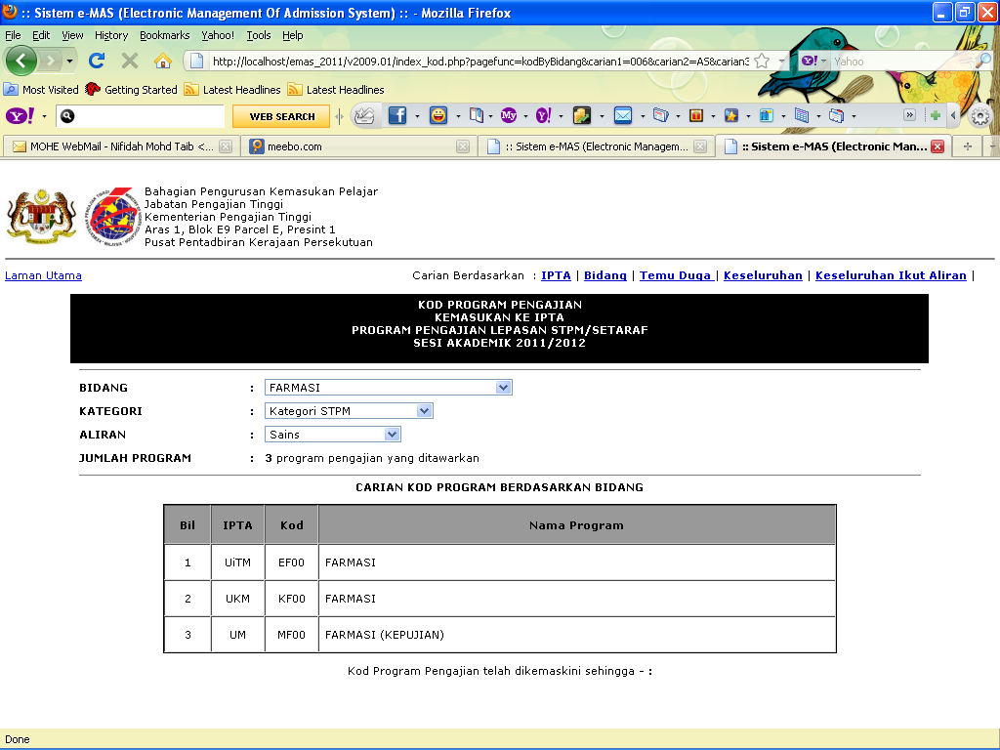 :: Sistem e-MAS (Electronic Management Of Admission System) :: - Mozilla Firefox
File Edit View History Bookmarks Yahoo! Tools Help
http://localhost/emas_2011/v2009.01/index_kod.php?pagefunc=kodByBidang&carian1=006&carian2=AS&carian3 Yahoo
Most Visited Getting Started Latest Headlines Latest Headlines
Y! WEB SEARCH My Y!
MOHE WebMail - Nifidah Mohd Taib <... meebo.com :: Sistem e-MAS (Electronic Managem... :: Sistem e-MAS (Electronic Man...
Bahagian Pengurusan Kemasukan Pelajar
Jabatan Pengajian Tinggi
Kementerian Pengajian Tinggi
Aras 1, Blok E9 Parcel E, Presint 1
Pusat Pentadbiran Kerajaan Persekutuan
Laman Utama Carian Berdasarkan : IPTA | Bidang | Temu Duga | Keseluruhan | Keseluruhan Ikut Aliran |
KOD PROGRAM PENGAJIAN
KEMASUKAN KE IPTA
PROGRAM PENGAJIAN LEPASAN STPM/SETARAF
SESI AKADEMIK 2011/2012
BIDANG : FARMASI
KATEGORI : Kategori STPM
ALIRAN : Sains
JUMLAH PROGRAM : 3 program pengajian yang ditawarkan
CARIAN KOD PROGRAM BERDASARKAN BIDANG
Bil IPTA Kod Nama Program
1 UiTM EF00 FARMASI
2 UKM KF00 FARMASI
3 UM MF00 FARMASI (KEPUJIAN)
Kod Program Pengajian telah dikemaskini sehingga - :
Done